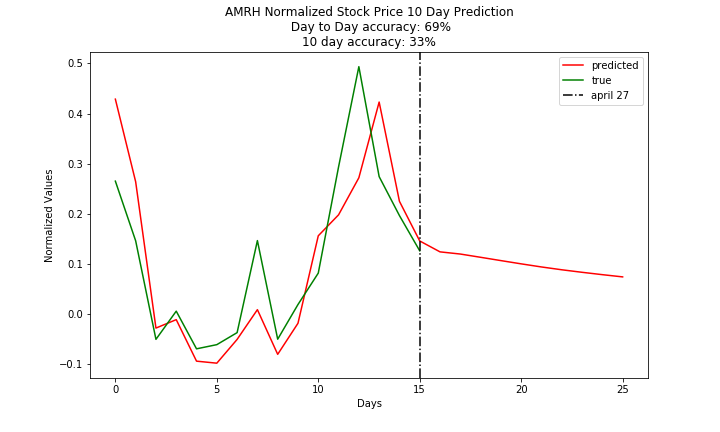 AMRH Normalized Stock Price 10 Day Prediction
Day to Day accuracy: 69%
10 day accuracy: 33%
predicted
true
april 27
0.5
0.4
0.3
0.2
0.1
0.0
−0.1
Normalized Values
0 5 10 15 20 25
Days